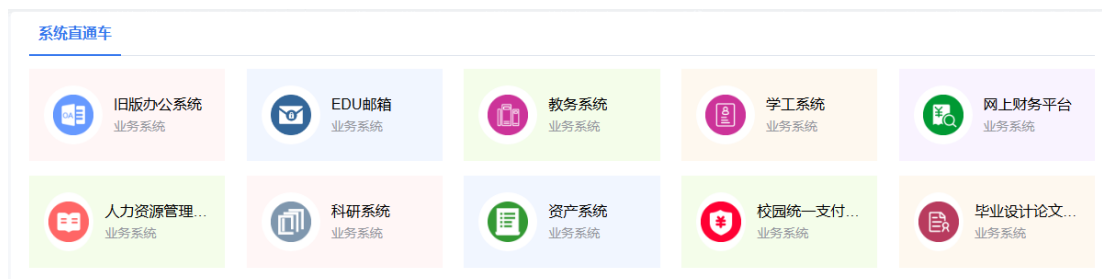 系统直通车
旧版办公系统
业务系统
EDU邮箱
业务系统
教务系统
业务系统
学工系统
业务系统
网上财务平台
业务系统
人力资源管理...
业务系统
科研系统
业务系统
资产系统
业务系统
校园统一支付...
业务系统
毕业设计论文...
业务系统